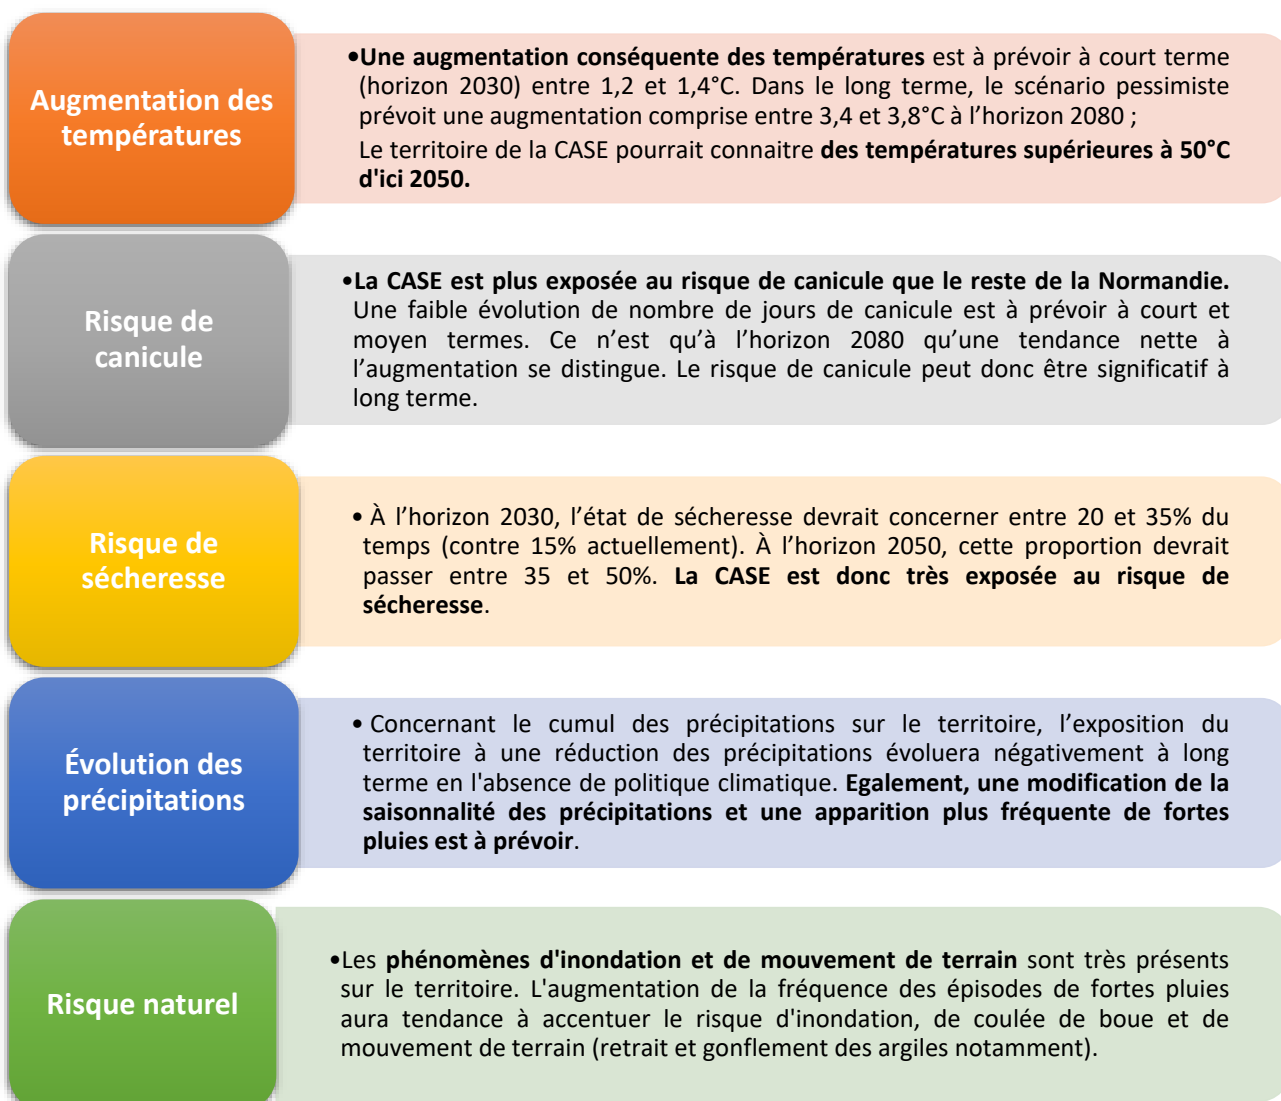 Augmentation des
températures
•Une augmentation conséquente des températures est à prévoir à court terme
(horizon 2030) entre 1,2 et 1,4°C. Dans le long terme, le scénario pessimiste
prévoit une augmentation comprise entre 3,4 et 3,8°C à l’horizon 2080 ;
Le territoire de la CASE pourrait connaitre des températures supérieures à 50°C
d'ici 2050.
Risque de
canicule
•La CASE est plus exposée au risque de canicule que le reste de la Normandie.
Une faible évolution de nombre de jours de canicule est à prévoir à court et
moyen termes. Ce n’est qu’à l’horizon 2080 qu’une tendance nette à
l’augmentation se distingue. Le risque de canicule peut donc être significatif à
long terme.
Risque de
sécheresse
• À l’horizon 2030, l’état de sécheresse devrait concerner entre 20 et 35% du
temps (contre 15% actuellement). À l’horizon 2050, cette proportion devrait
passer entre 35 et 50%. La CASE est donc très exposée au risque de
sécheresse.
Évolution des
précipitations
• Concernant le cumul des précipitations sur le territoire, l’exposition du
territoire à une réduction des précipitations évoluera négativement à long
terme en l'absence de politique climatique. Egalement, une modification de la
saisonnalité des précipitations et une apparition plus fréquente de fortes
pluies est à prévoir.
Risque naturel
•Les phénomènes d'inondation et de mouvement de terrain sont très présents
sur le territoire. L'augmentation de la fréquence des épisodes de fortes pluies
aura tendance à accentuer le risque d'inondation, de coulée de boue et de
mouvement de terrain (retrait et gonflement des argiles notamment).